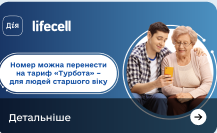 Дія lifecell
Номер можна перенести
на тариф «Турбота» –
для людей старшого віку
Детальніше